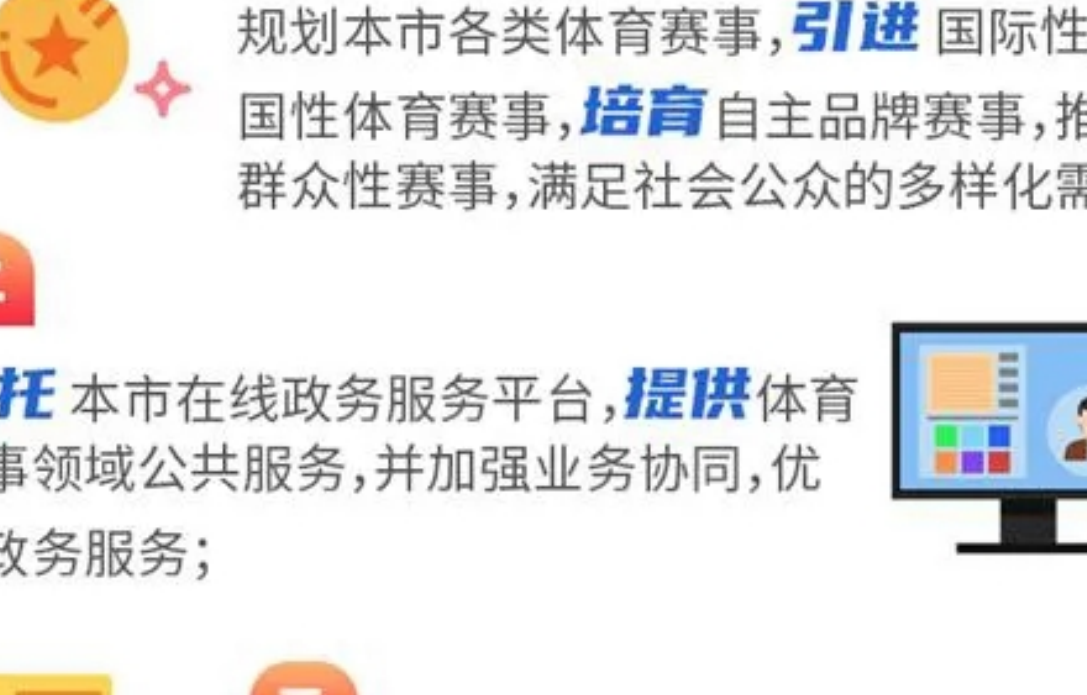 规划本市各类体育赛事,引进 国际性
国性体育赛事,培育自主品牌赛事,推
群众性赛事,满足社会公众的多样化需
托 本市在线政务服务平台,提供体育
事领域公共服务,并加强业务协同,优
政务服务;